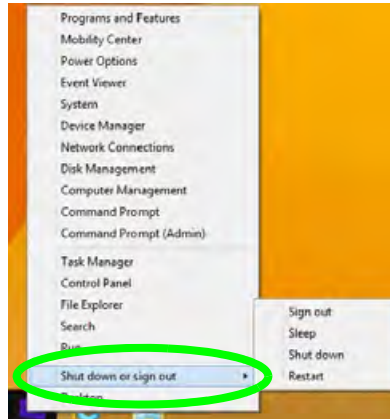 Programs and Features
Mobility Center
Power Options
Event Viewer
System
Device Manager
Network Connections
Disk Management
Computer Management
Command Prompt
Command Prompt (Admin)
Task Manager
Control Panel
File Explorer
Search
Run
Shut down or sign out
Desktop
Sign out
Sleep
Shut down
Restart